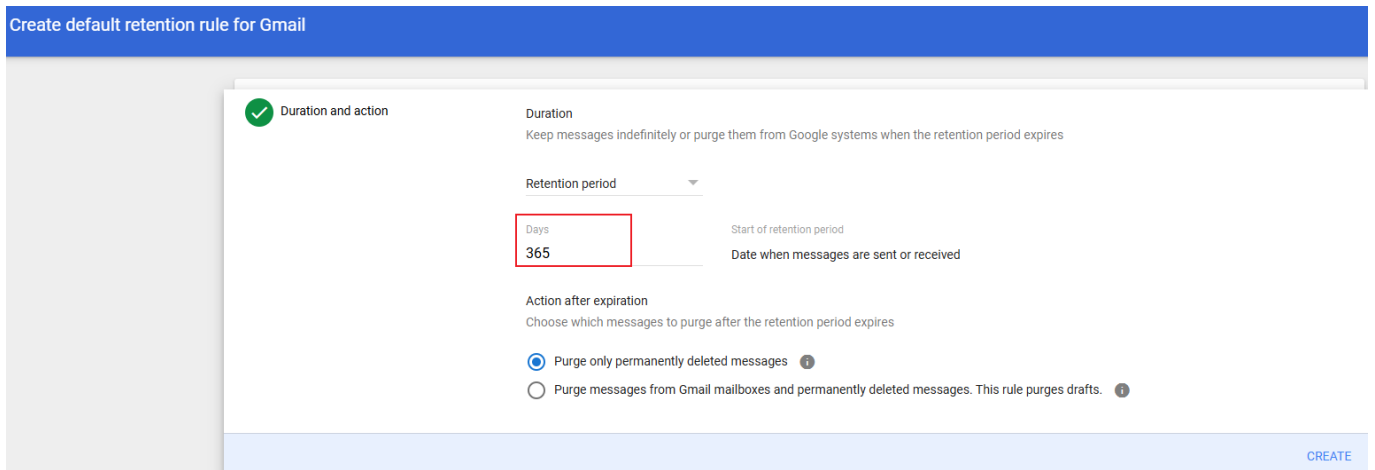 Create default retention rule for Gmail
Duration and action
Duration
Keep messages indefinitely or purge them from Google systems when the retention period expires
Retention period
Days
365
Start of retention period
Date when messages are sent or received
Action after expiration
Choose which messages to purge after the retention period expires
Purge only permanently deleted messages
Purge messages from Gmail mailboxes and permanently deleted messages. This rule purges drafts.
CREATE